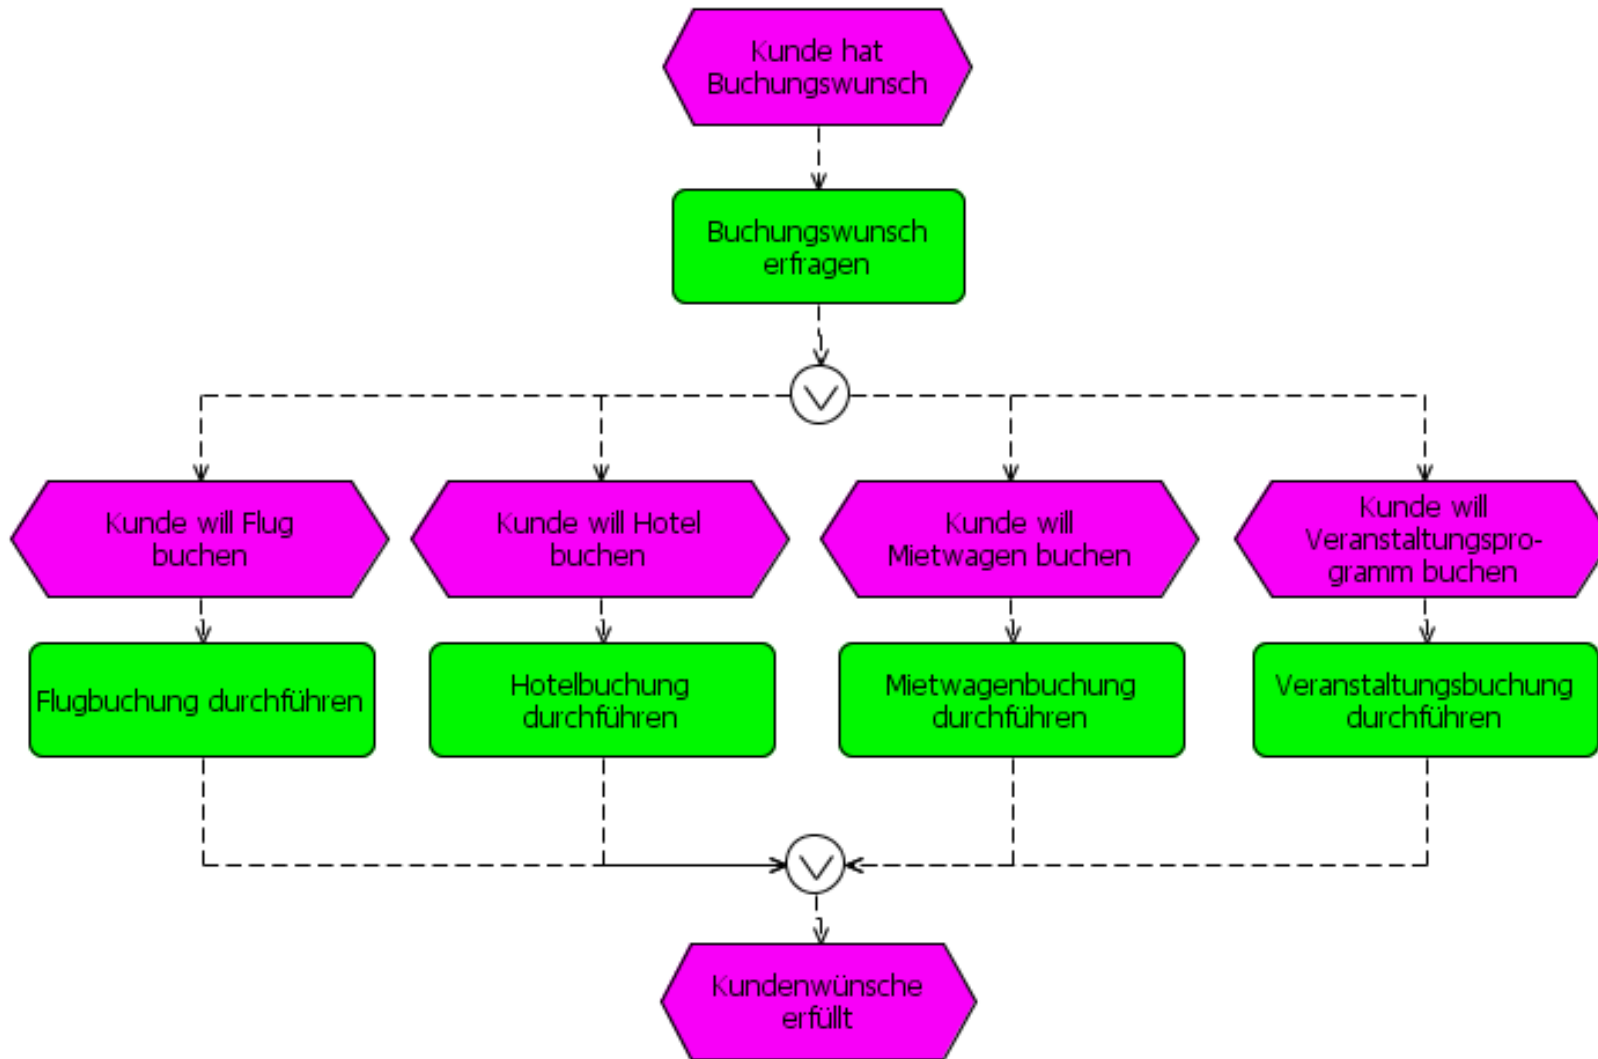 Kunde hat
Buchungswunsch
Buchungswunsch
erfragen
Kunde will Flug
buchen
Kunde will Hotel
buchen
Kunde will
Mietwagen buchen
Kunde will
Veranstaltungspro-
gramm buchen
Flugbuchung durchführen
Hotelbuchung
durchführen
Mietwagenbuchung
durchführen
Veranstaltungsbuchung
durchführen
Kundenwünsche
erfüllt